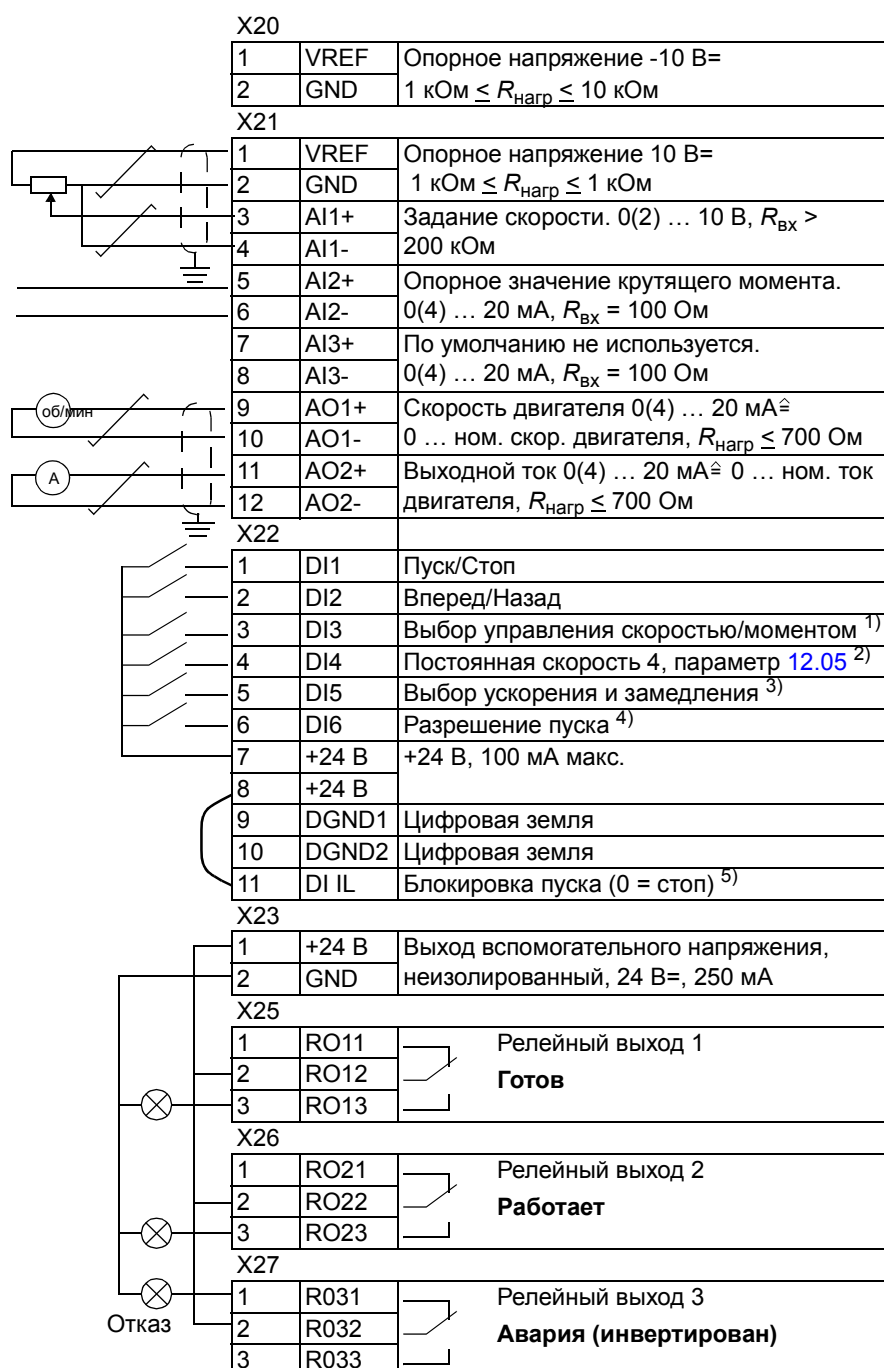 X20
1 VREF Опорное напряжение -10 В=
2 GND 1 кОм ≤ Rнагр ≤ 10 кОм
X21
1 VREF Опорное напряжение 10 В=
2 GND 1 кОм ≤ Rнагр ≤ 1 кОм
3 AI1+ Задание скорости. 0(2) … 10 В, Rвх >
4 AI1- 200 кОм
5 AI2+ Опорное значение крутящего момента.
6 AI2- 0(4) … 20 мА, Rвх = 100 Ом
7 AI3+ По умолчанию не используется.
8 AI3- 0(4) … 20 мА, Rвх = 100 Ом
об/мин 9 AO1+ Скорость двигателя 0(4) … 20 мА≙
10 AO1- 0 … ном. скор. двигателя, Rнагр ≤ 700 Ом
A 11 AO2+ Выходной ток 0(4) … 20 мА≙ 0 … ном. ток
12 AO2- двигателя, Rнагр ≤ 700 Ом
X22
1 DI1 Пуск/Стоп
2 DI2 Вперед/Назад
3 DI3 Выбор управления скоростью/моментом 1)
4 DI4 Постоянная скорость 4, параметр 12.05 2)
5 DI5 Выбор ускорения и замедления 3)
6 DI6 Разрешение пуска 4)
7 +24 В +24 В, 100 мА макс.
8 +24 В
9 DGND1 Цифровая земля
10 DGND2 Цифровая земля
11 DI IL Блокировка пуска (0 = стоп) 5)
X23
1 +24 В Выход вспомогательного напряжения,
2 GND неизолированный, 24 В=, 250 мА
X25
1 RO11 Релейный выход 1
2 RO12 Готов
3 RO13
X26
1 RO21 Релейный выход 2
2 RO22 Работает
3 RO23
X27
1 R031 Релейный выход 3
Отказ 2 R032 Авария (инвертирован)
3 R033